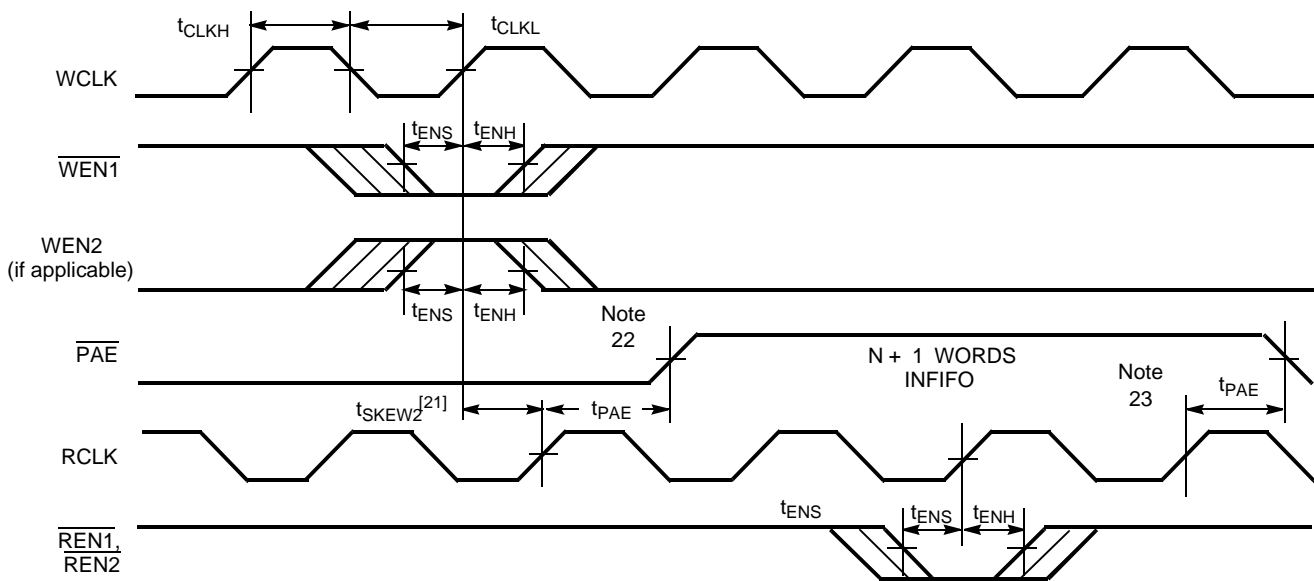 tCLKH
tCLKL
WCLK
tENS
tENH
WEN1
WEN2
(if applicable)
tENS
tENH
Note
22
PAE
N + 1 WORDS
INFIFO
Note
23
tPAE
tSKEW2[21]
tPAE
RCLK
tENS
tENS
tENH
REN1,
REN2